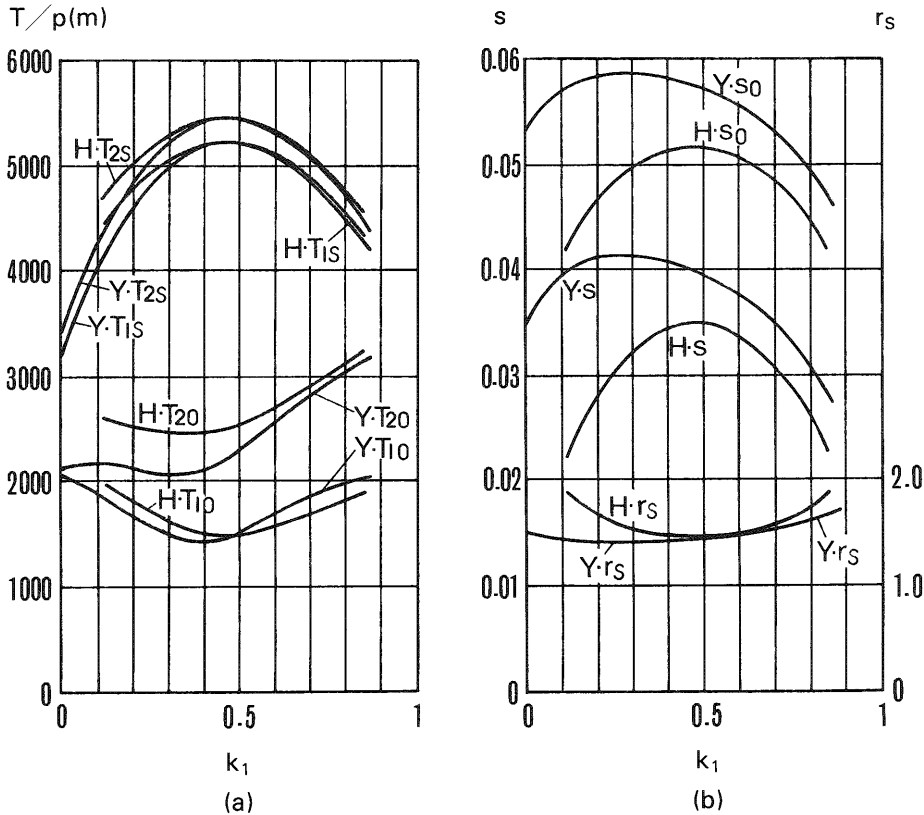 T/p(m)
6000
5000
4000
3000
2000
1000
0
H·T2S
H·T1S
Y·T2S
Y·T1S
H·T20
Y·T20
Y·T10
H·T10
0
0.5
1
k1
(a)
s
rS
0.06
0.05
0.04
0.03
0.02
0.01
0
2.0
1.0
0
Y·s0
H·s0
Y·s
H·s
H·rS
Y·rS
Y·rS
0
0.5
1
k1
(b)